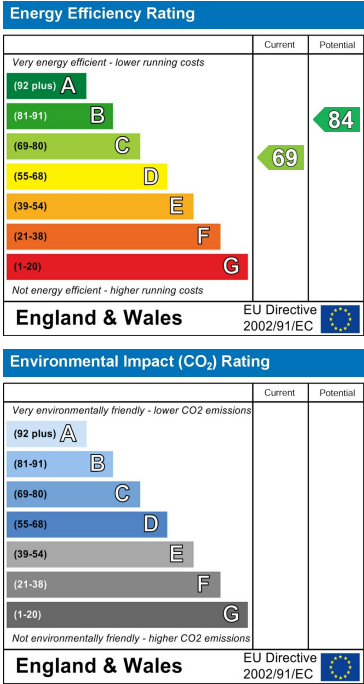 Energy Efficiency Rating
Current Potential
Very energy efficient - lower running costs
(92 plus) A
(81-91) B
84
(69-80) C
69
(55-68) D
(39-54) E
(21-38) F
(1-20) G
Not energy efficient - higher running costs
England & Wales
EU Directive
2002/91/EC
Environmental Impact (CO₂) Rating
Current Potential
Very environmentally friendly - lower CO2 emissions
(92 plus) A
(81-91) B
(69-80) C
(55-68) D
(39-54) E
(21-38) F
(1-20) G
Not environmentally friendly - higher CO2 emissions
England & Wales
EU Directive
2002/91/EC